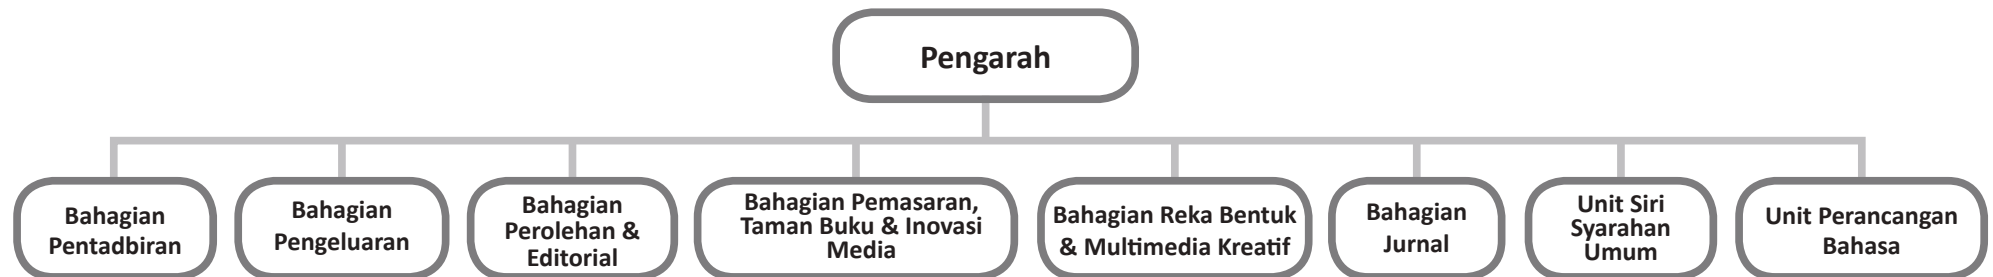 Pengarah
Bahagian
Pentadbiran
Bahagian
Pengeluaran
Bahagian
Perolehan &
Editorial
Bahagian Pemasaran,
Taman Buku & Inovasi
Media
Bahagian Reka Bentuk
& Multimedia Kreatif
Bahagian
Jurnal
Unit Siri
Syarahan
Umum
Unit Perancangan
Bahasa